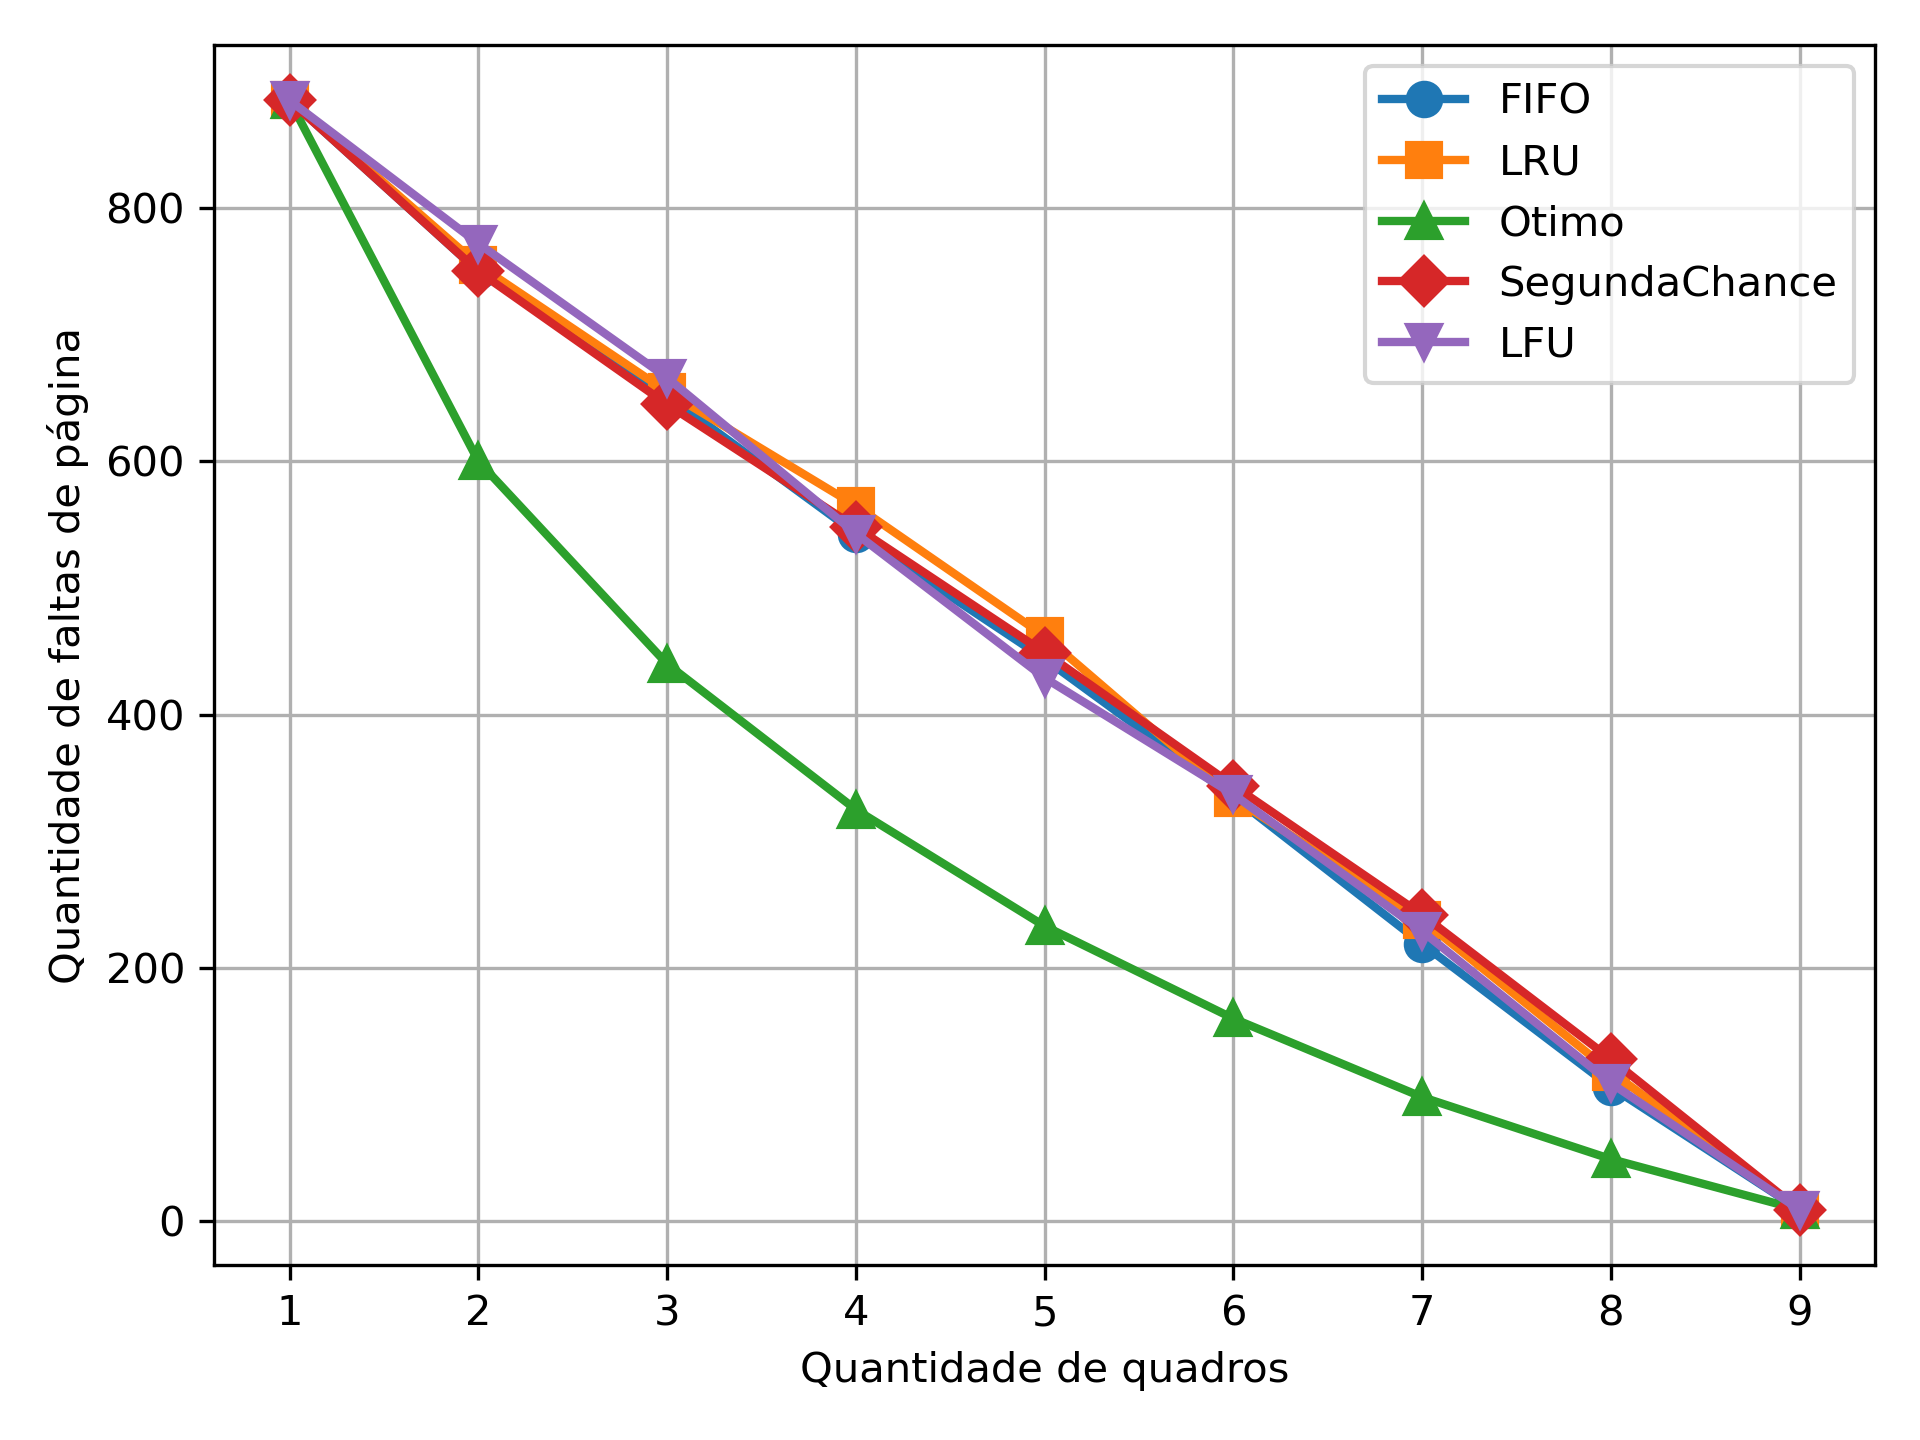 FIFO
LRU
Otimo
SegundaChance
LFU
Quantidade de faltas de página
800
600
400
200
0
1 2 3 4 5 6 7 8 9
Quantidade de quadros